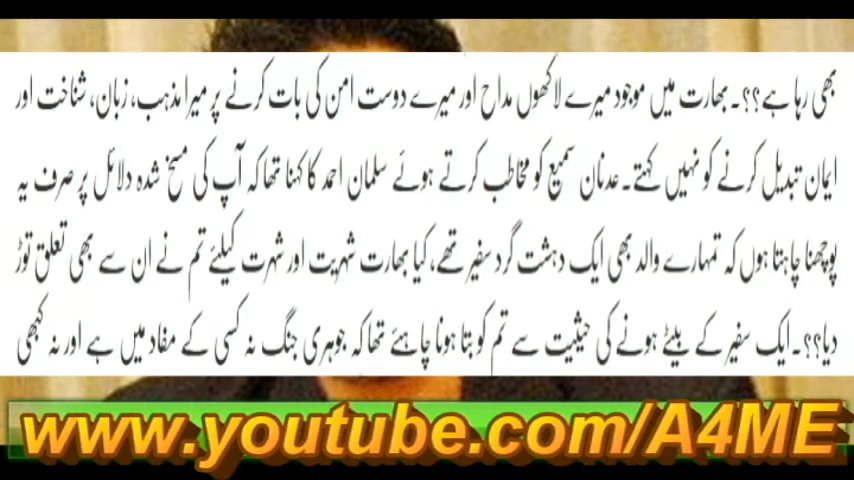 بھی رہا ہے؟؟۔بھارت میں موجود میرے لاکھوں مداح اور میرے دوست امن کی بات کرنے پر میرا مذہب، زبان، شناخت اور
ایمان تبدیل کرنے کو نہیں کہتے۔عدنان سمیع کو مخاطب کرتے ہوئے سلمان احمد کا کہنا تھا کہ آپ کی مسخ شدہ دلائل پر صرف یہ
پوچھنا چاہتا ہوں کہ تمہارے والد بھی ایک دہشت گرد سفیر تھے، کیا بھارت شہریت اور شہرت کیلئے تم نے ان سے بھی تعلق توڑ
دیا؟؟۔ایک سفیر کے بیٹے ہونے کی حیثیت سے تم کو بتا ہونا چاہئے تھا کہ جوہری جنگ نہ کسی کے مفاد میں ہے اور نہ کبھی
www.youtube.com/A4ME